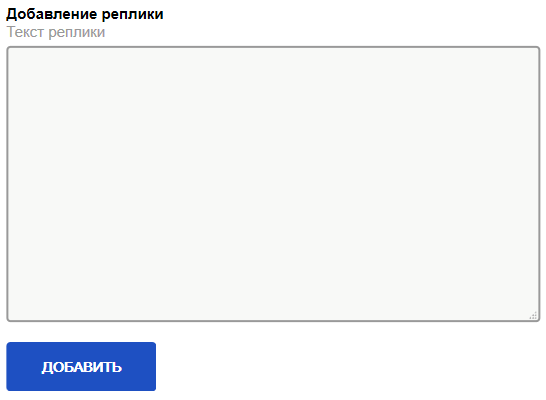 Добавление реплики
Текст реплики
ДОБАВИТЬ